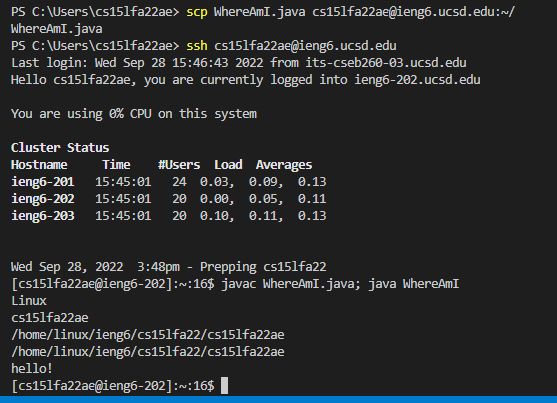 PS C:\Users\cs15lfa22ae> scp WhereAmI.java cs15lfa22ae@ieng6.ucsd.edu:~/
WhereAmI.java
PS C:\Users\cs15lfa22ae> ssh cs15lfa22ae@ieng6.ucsd.edu
Last login: Wed Sep 28 15:46:43 2022 from its-cseb260-03.ucsd.edu
Hello cs15lfa22ae, you are currently logged into ieng6-202.ucsd.edu
You are using 0% CPU on this system
Cluster Status
Hostname     Time    #Users  Load  Averages
ieng6-201   15:45:01   24  0.03,  0.09,  0.13
ieng6-202   15:45:01   20  0.00,  0.05,  0.11
ieng6-203   15:45:01   20  0.10,  0.11,  0.13
Wed Sep 28, 2022  3:48pm - Prepping cs15lfa22
[cs15lfa22ae@ieng6-202]:~:16$ javac WhereAmI.java; java WhereAmI
Linux
cs15lfa22ae
/home/linux/ieng6/cs15lfa22/cs15lfa22ae
/home/linux/ieng6/cs15lfa22/cs15lfa22ae
hello!
[cs15lfa22ae@ieng6-202]:~:16$